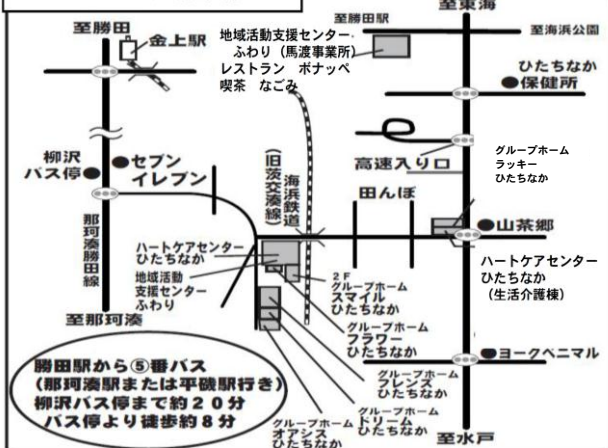 至東海
至勝田
金上駅
地域活動支援センター
ふわり（馬渡事業所）
レストラン　ボナッペ
喫茶　なごみ
至勝田駅
至海浜公園
ひたちなか
●保健所
柳沢
バス停●
●セブン
イレブン
高速入り口
グループホーム
ラッキー
ひたちなか
海浜鉄道
（旧茨交湊線）
田んぼ
那珂湊勝田線
●山茶郷
ハートケアセンター
ひたちなか
地域活動
支援センター
ふわり
ハートケアセンター
ひたちなか
（生活介護棟）
２Ｆ
グループホーム
スマイル
ひたちなか
至那珂湊
グループホーム
フラワー
ひたちなか
●ヨークベニマル
グループホーム
フレンズ
ひたちなか
グループホーム
ドリーム
ひたちなか
グループホーム
オアシス
ひたちなか
至水戸
勝田駅から⑤番バス
（那珂湊駅または平磯駅行き）
柳沢バス停まで約２０分
バス停より徒歩約８分